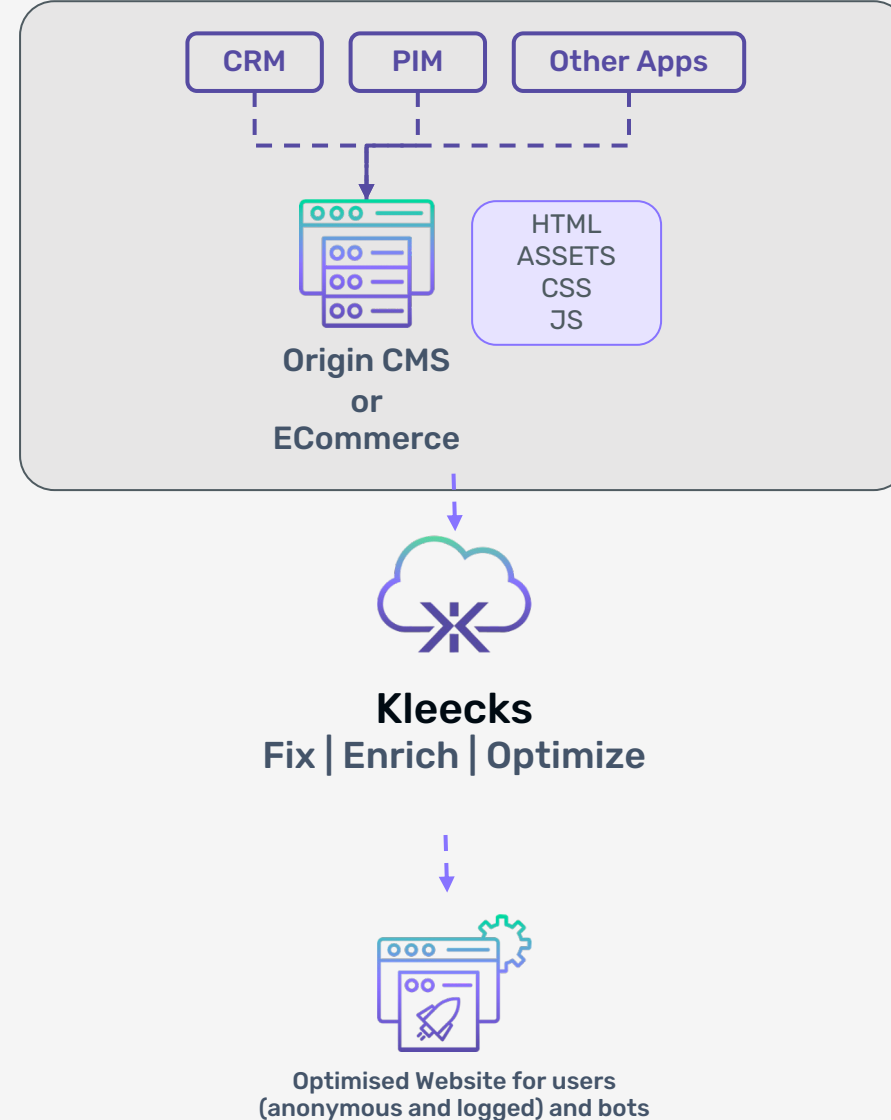 CRM
PIM
Other Apps
HTML
ASSETS
CSS
JS
Origin CMS
or
ECommerce
Kleecks
Fix | Enrich | Optimize
Optimised Website for users
(anonymous and logged) and bots